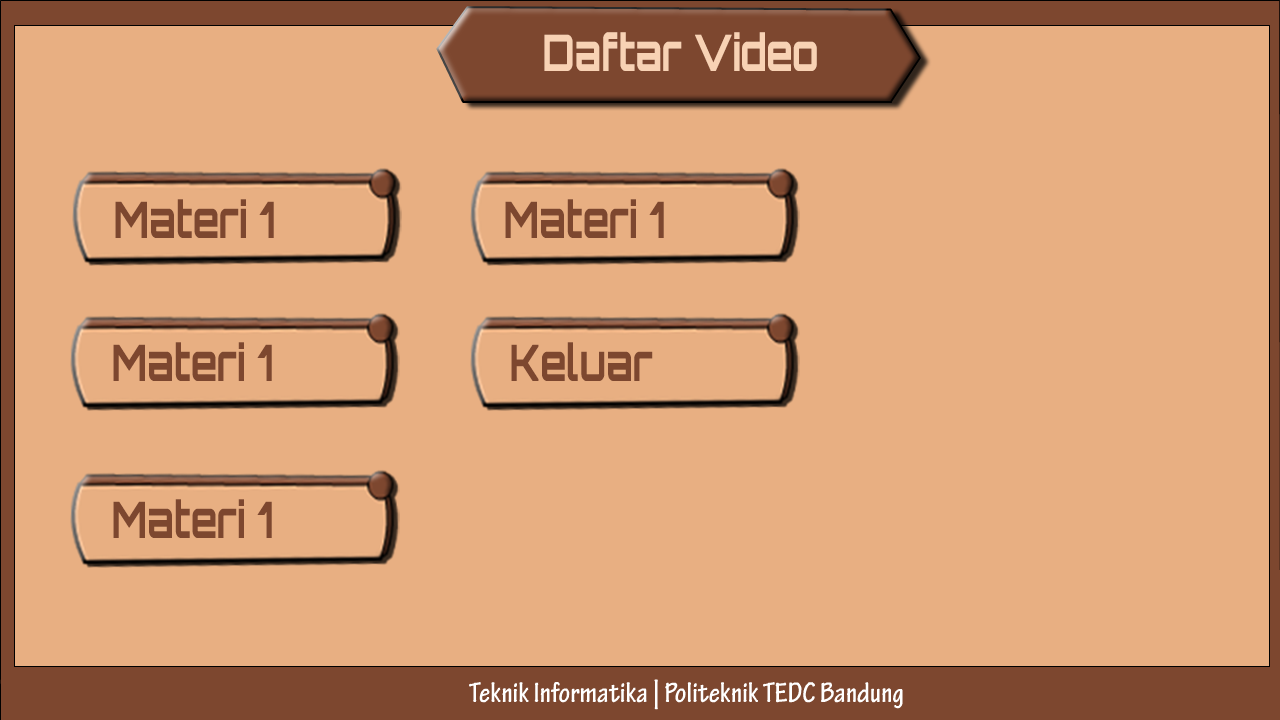 Daftar Video
Materi 1
Materi 1
Materi 1
Keluar
Materi 1
Teknik Informatika | Politeknik TEDC Bandung